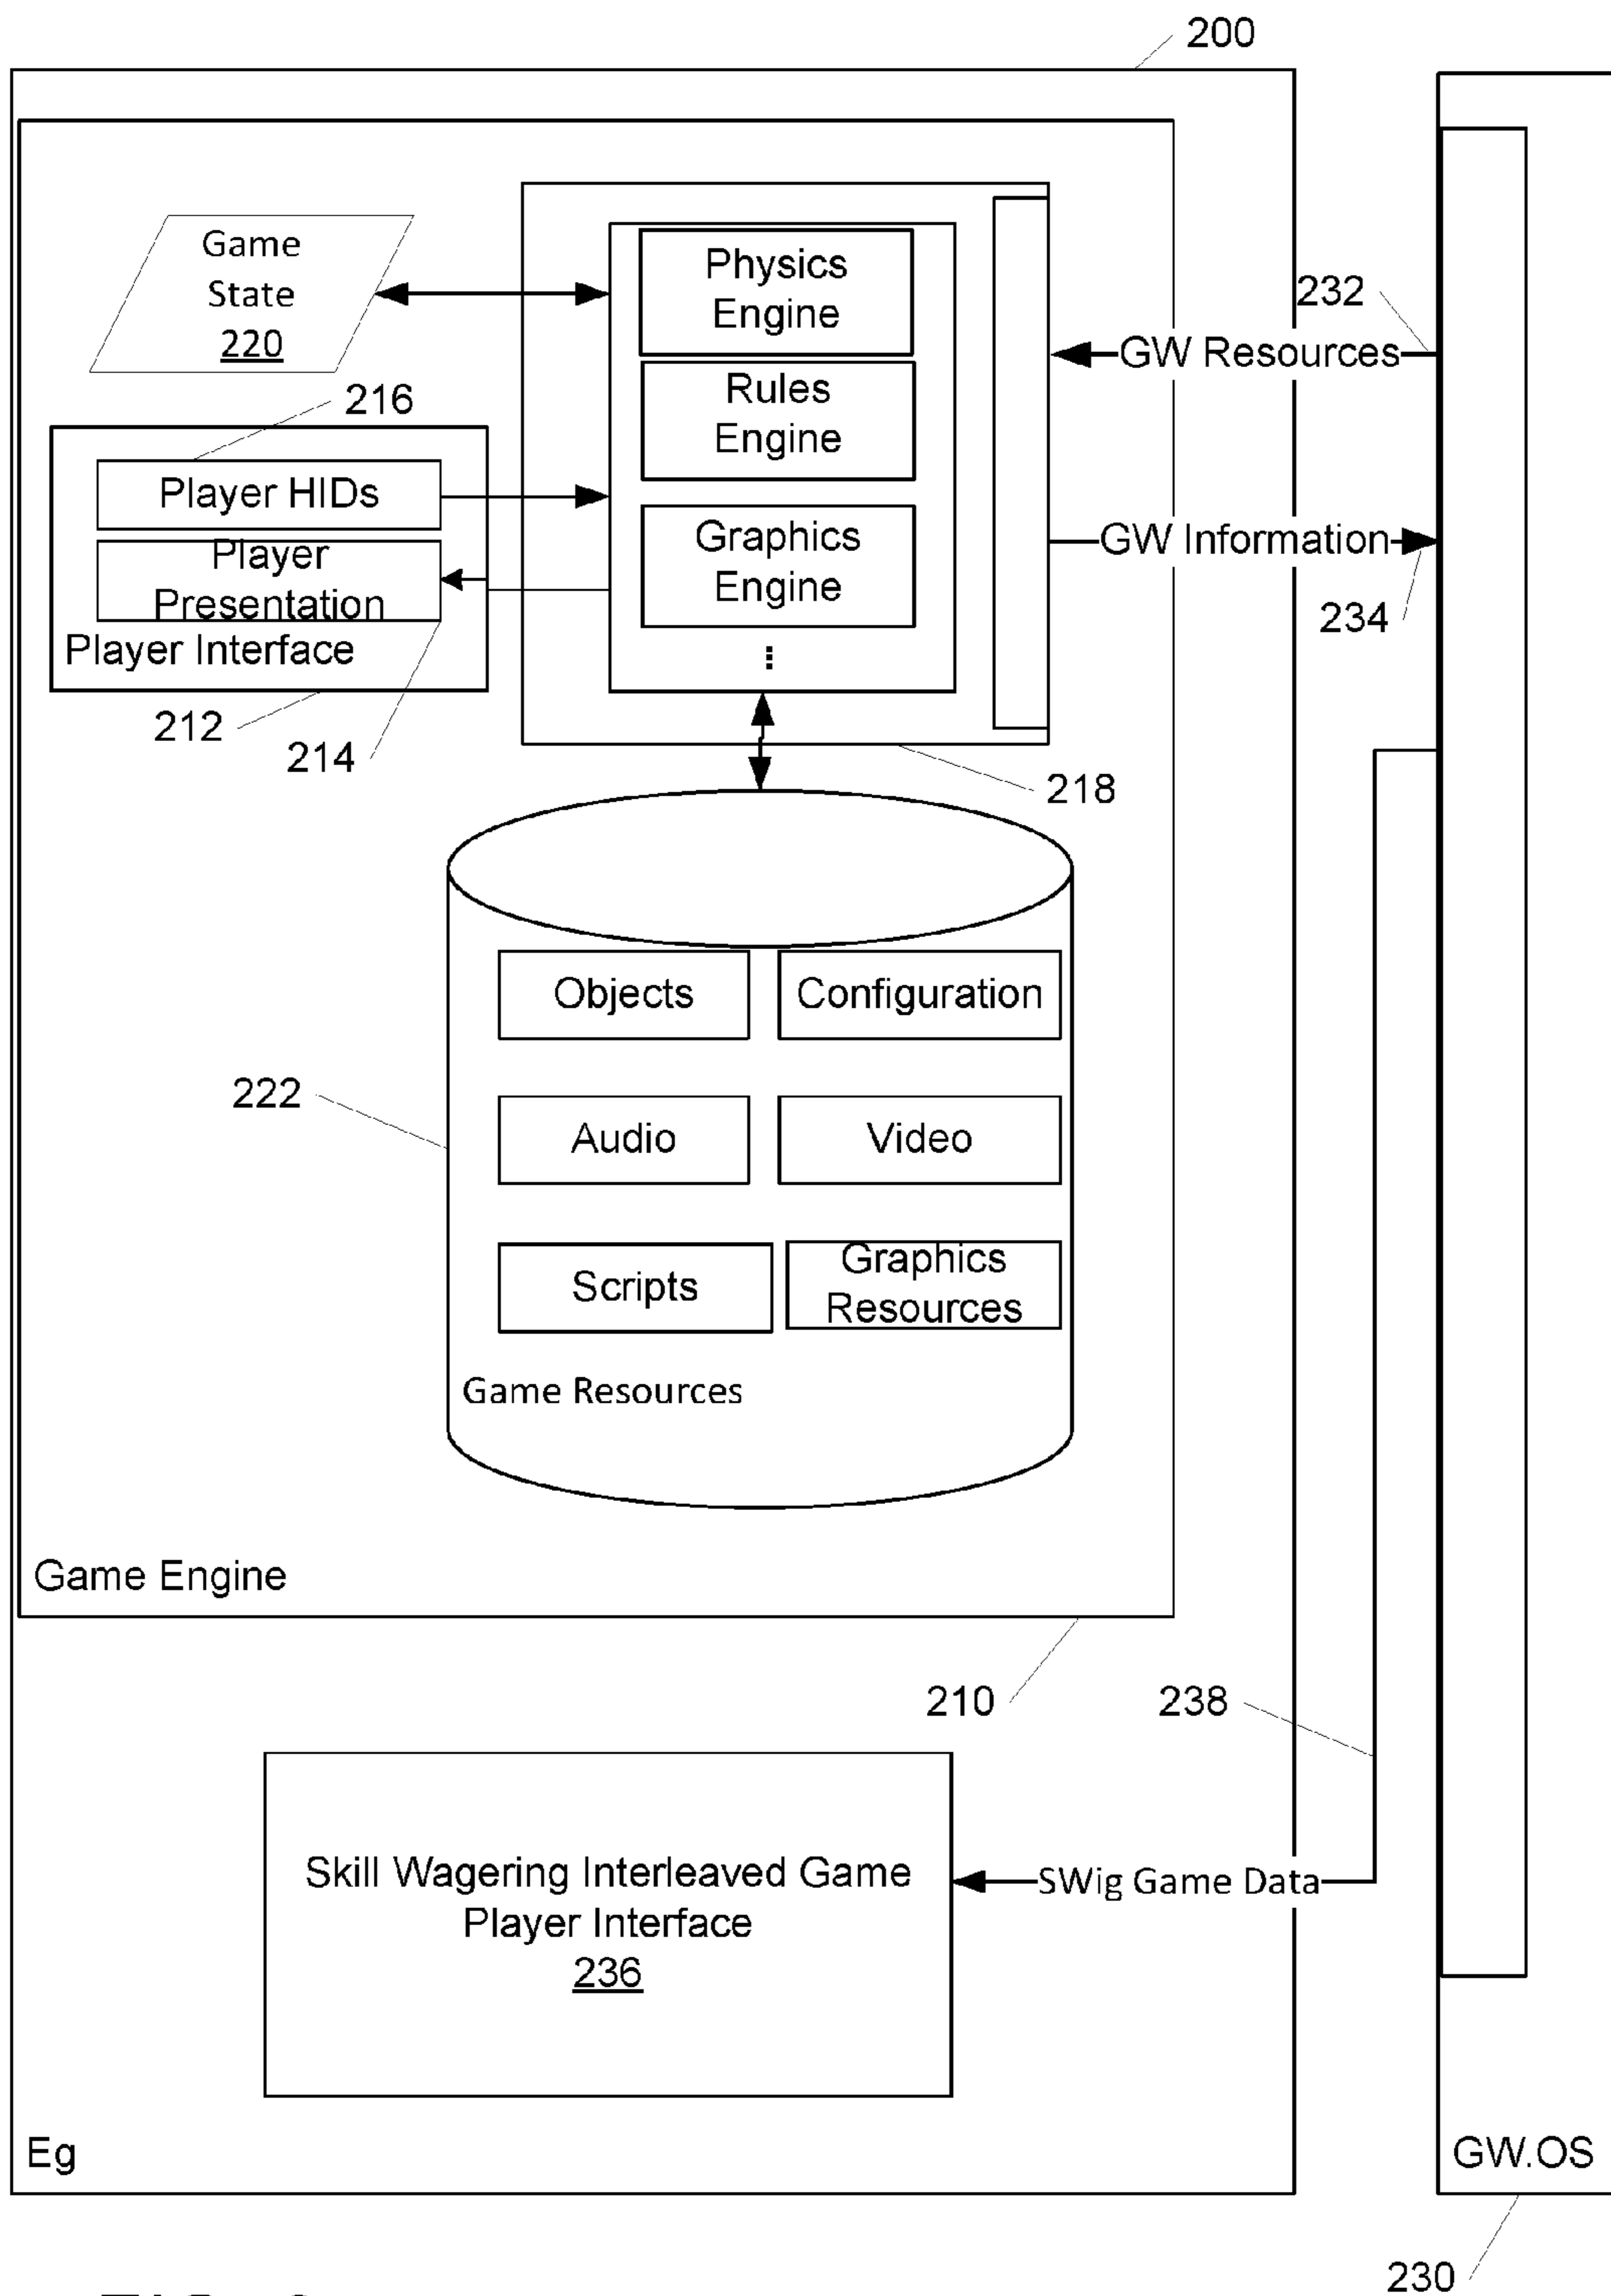 200
Game
State
220
Physics
Engine
Rules
Engine
Graphics
Engine
232
GW Resources
216
Player HIDs
Player
Presentation
Player Interface
GW Information
234
212
214
218
Objects
Configuration
222
Audio
Video
Scripts
Graphics
Resources
Game Resources
Game Engine
210
238
Skill Wagering Interleaved Game
Player Interface
236
SWig Game Data
Eg
GW.OS
230